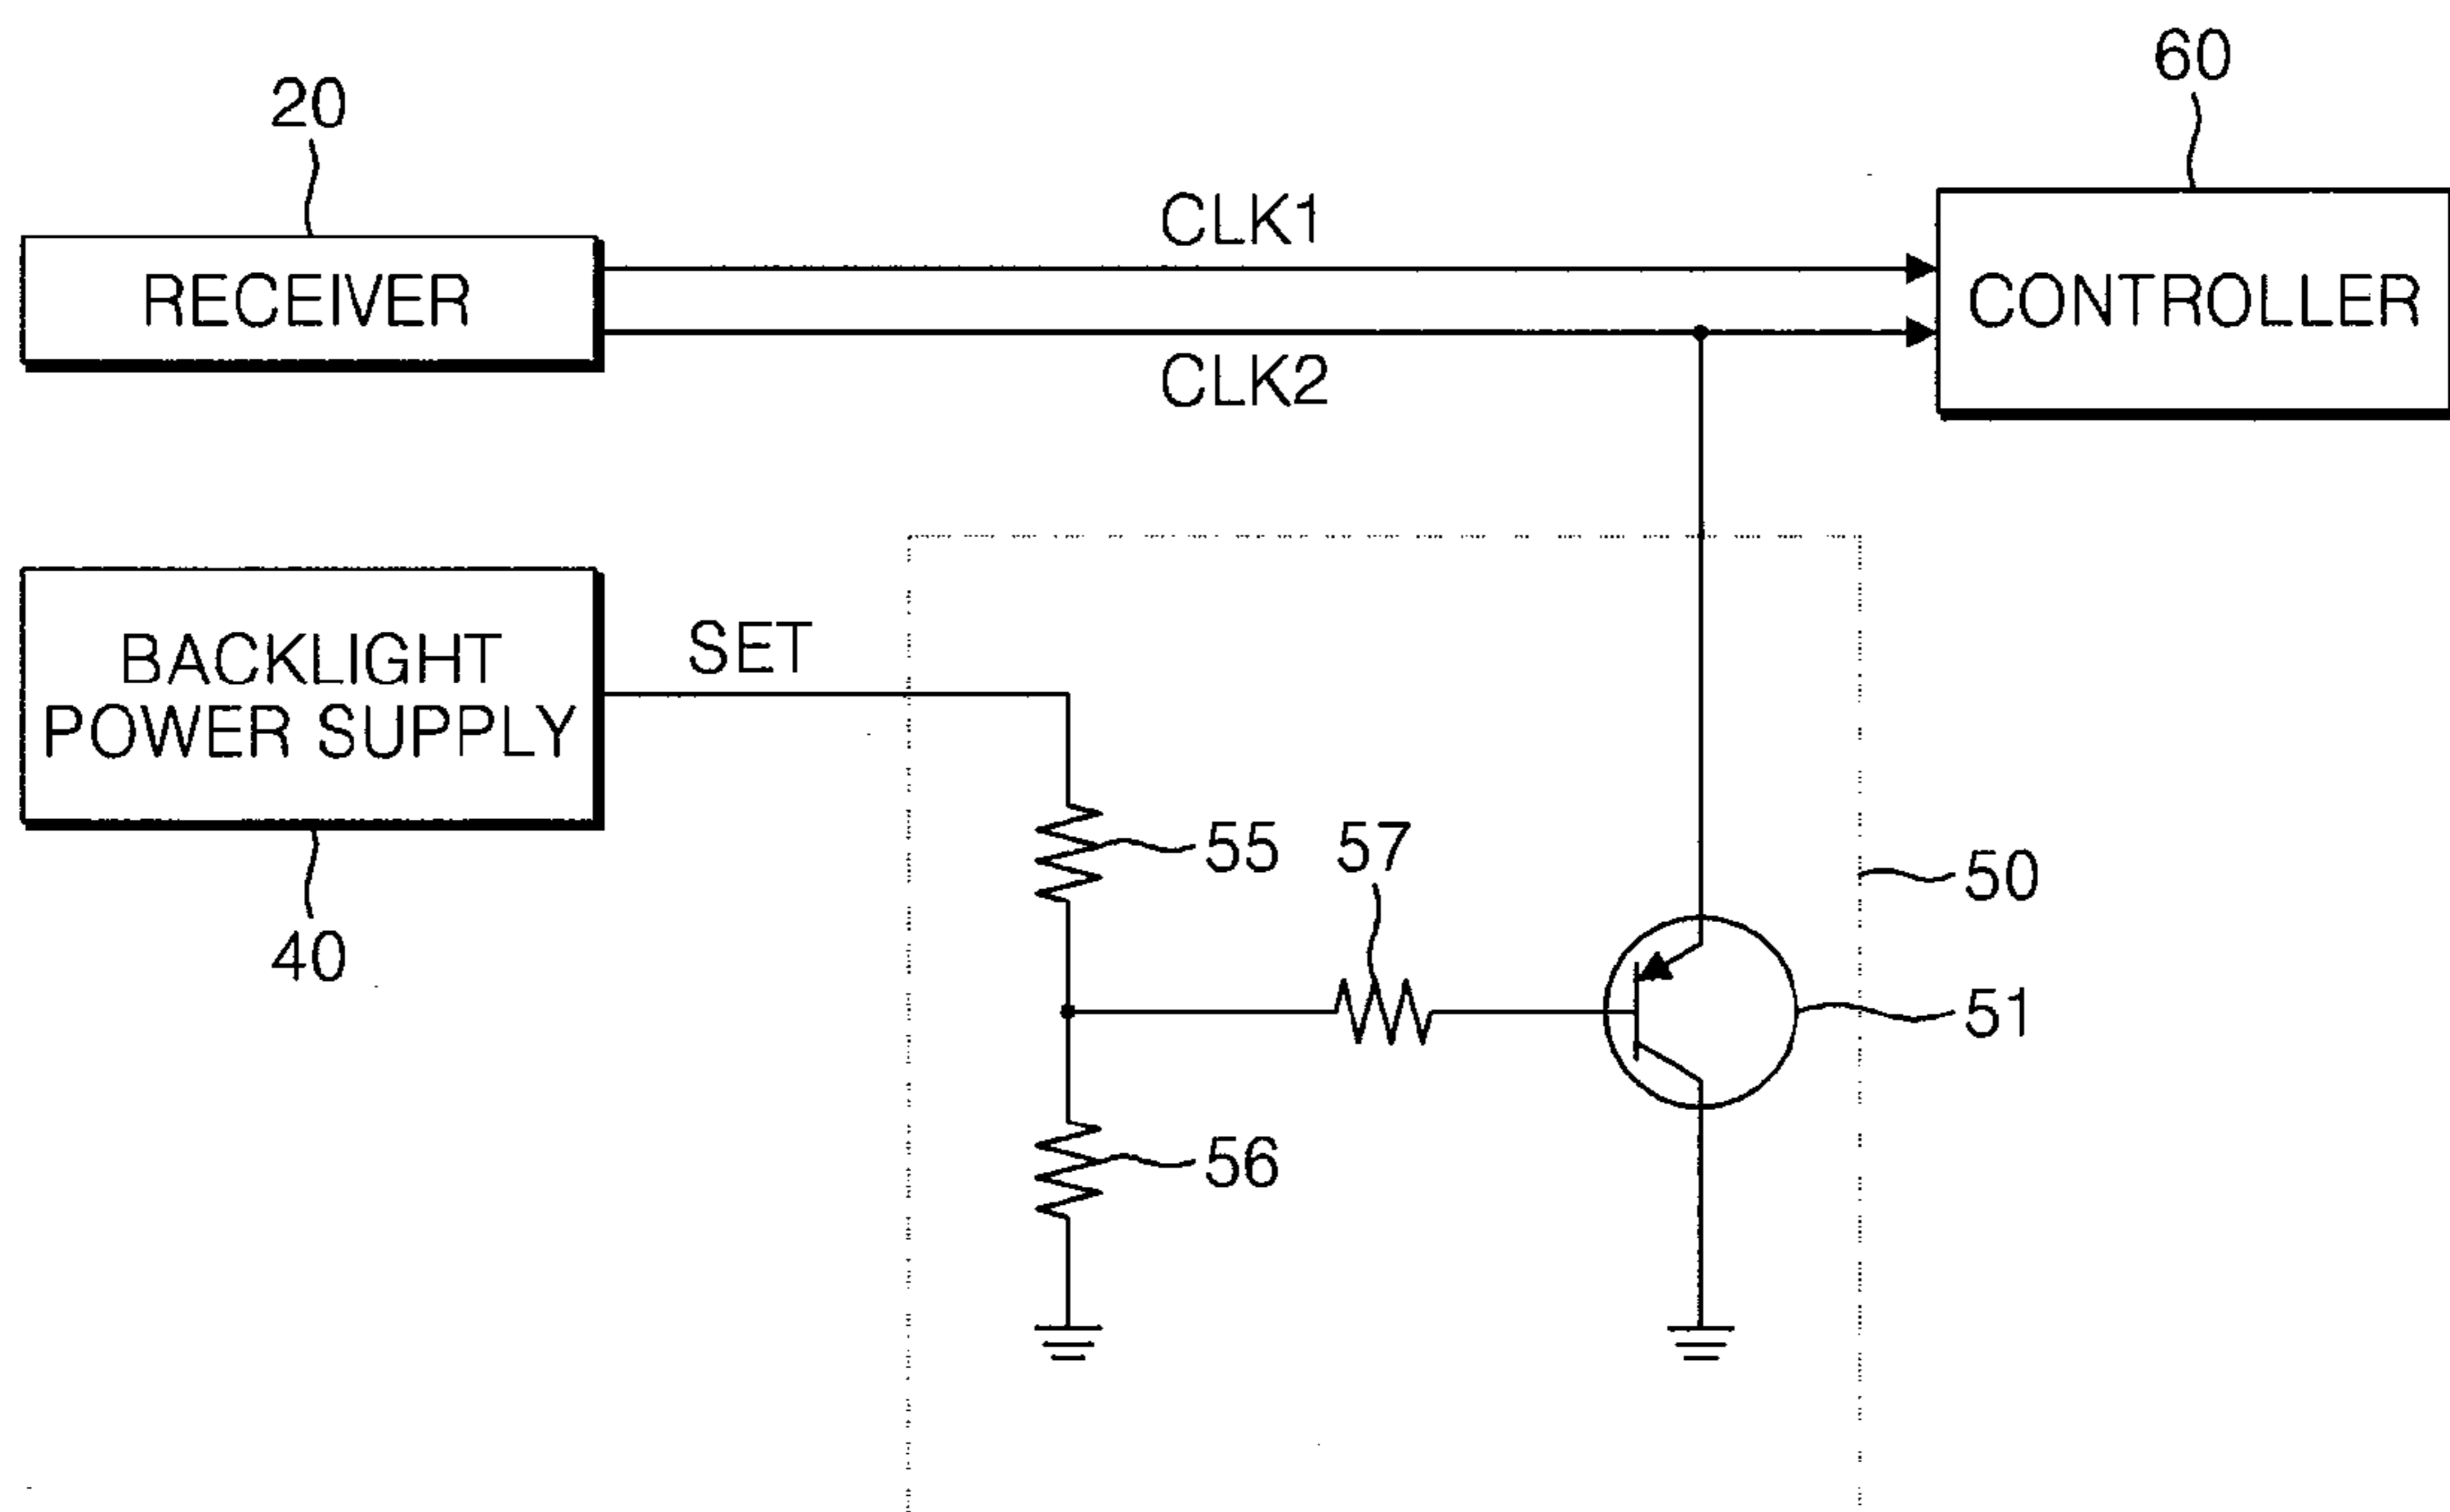 60
20
CLK1
RECEIVER
CONTROLLER
CLK2
SET
BACKLIGHT
POWER SUPPLY
55
57
50
40
51
56